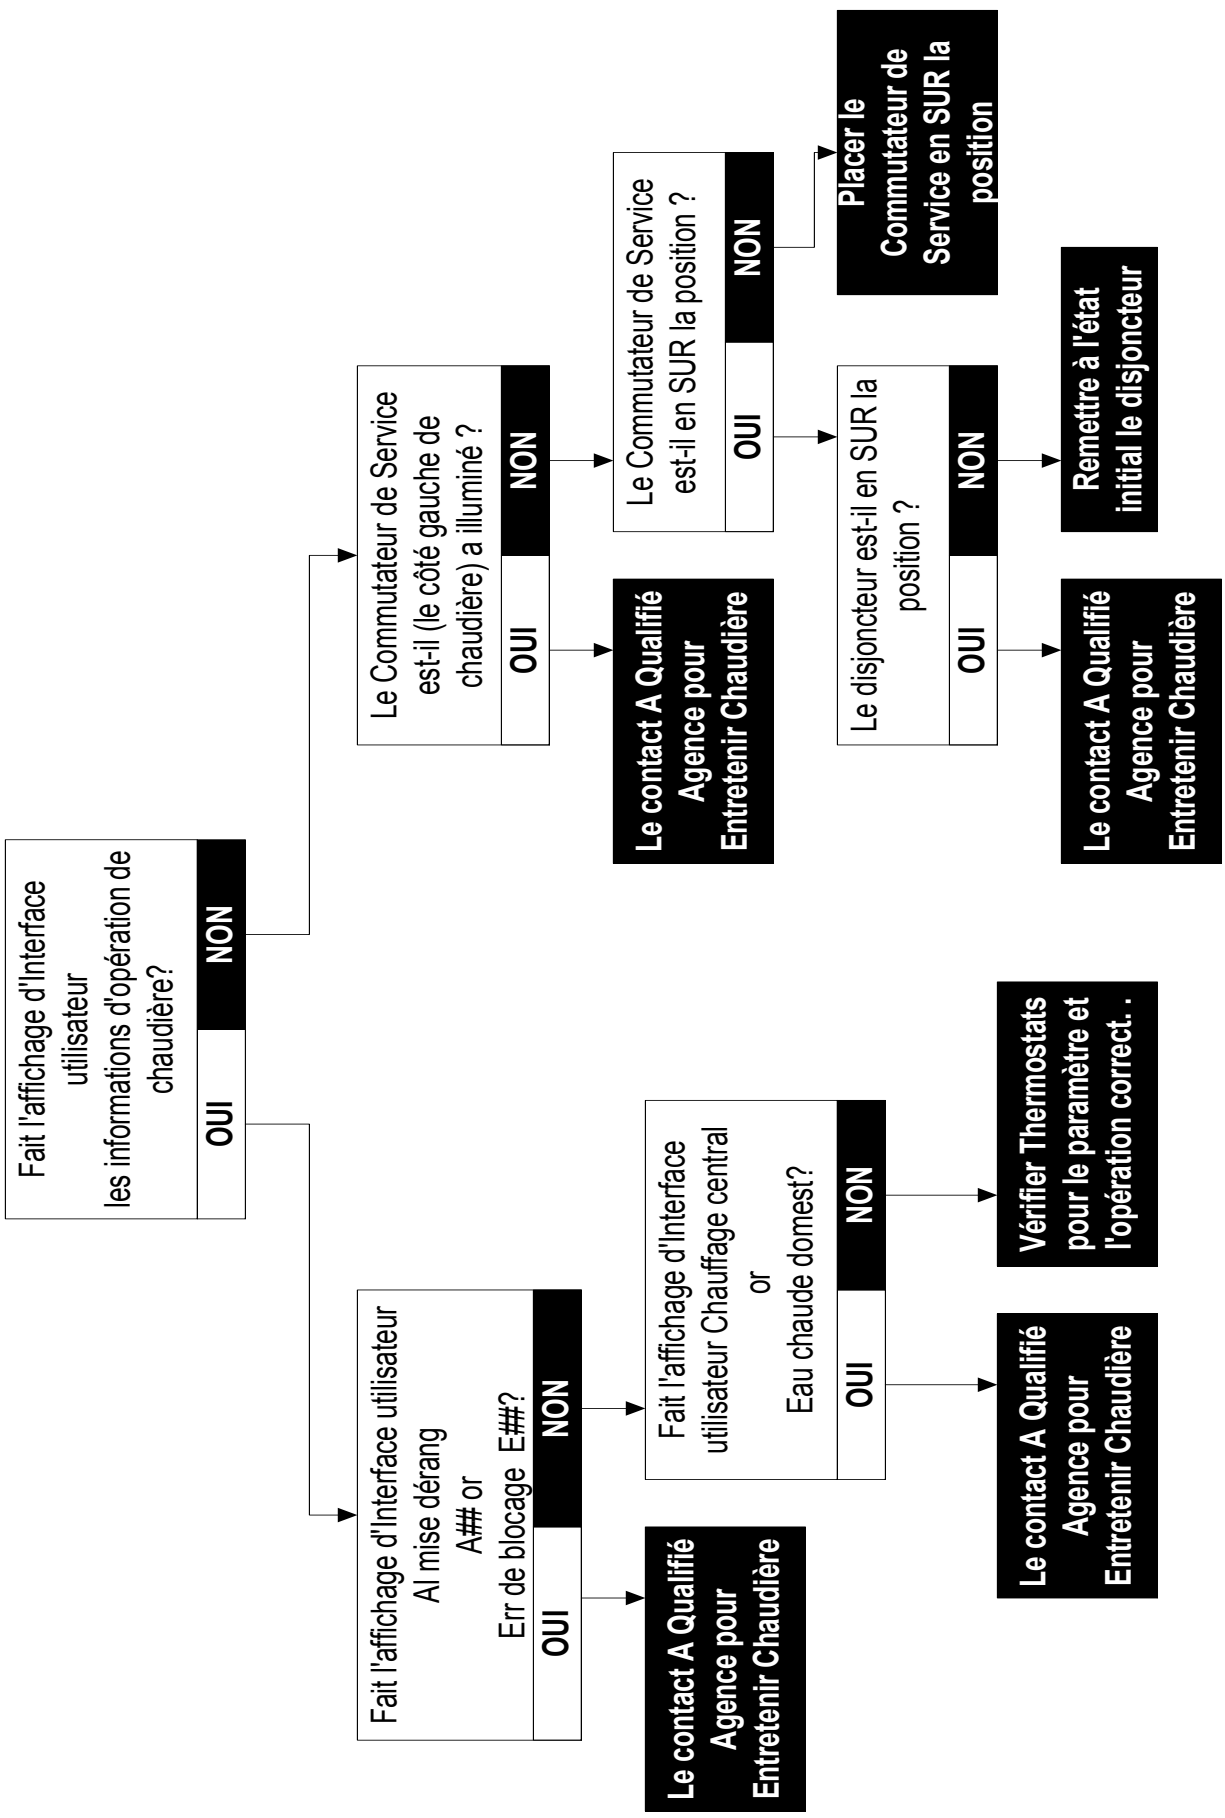 Fait l'affichage d'Interface
utilisateur
les informations d'opération de
chaudière?
OUI
NON
Fait l'affichage d'Interface utilisateur
Al mise dérang
A## or
Err de blocage E##?
OUI
NON
Le Commutateur de Service
est-il (le côté gauche de
chaudière) a illuminé ?
OUI
NON
Le contact A Qualifié
Agence pour
Entretenir Chaudière
Fait l'affichage d'Interface
utilisateur Chauffage central
or
Eau chaude domest?
OUI
NON
Le contact A Qualifié
Agence pour
Entretenir Chaudière
Le Commutateur de Service
est-il en SUR la position ?
OUI
NON
Le contact A Qualifié
Agence pour
Entretenir Chaudière
Vérifier Thermostats
pour le paramètre et
l'opération correct. .
Le disjoncteur est-il en SUR la
position ?
OUI
NON
Placer le
Commutateur de
Service en SUR la
position
Le contact A Qualifié
Agence pour
Entretenir Chaudière
Remettre à l'état
initial le disjoncteur